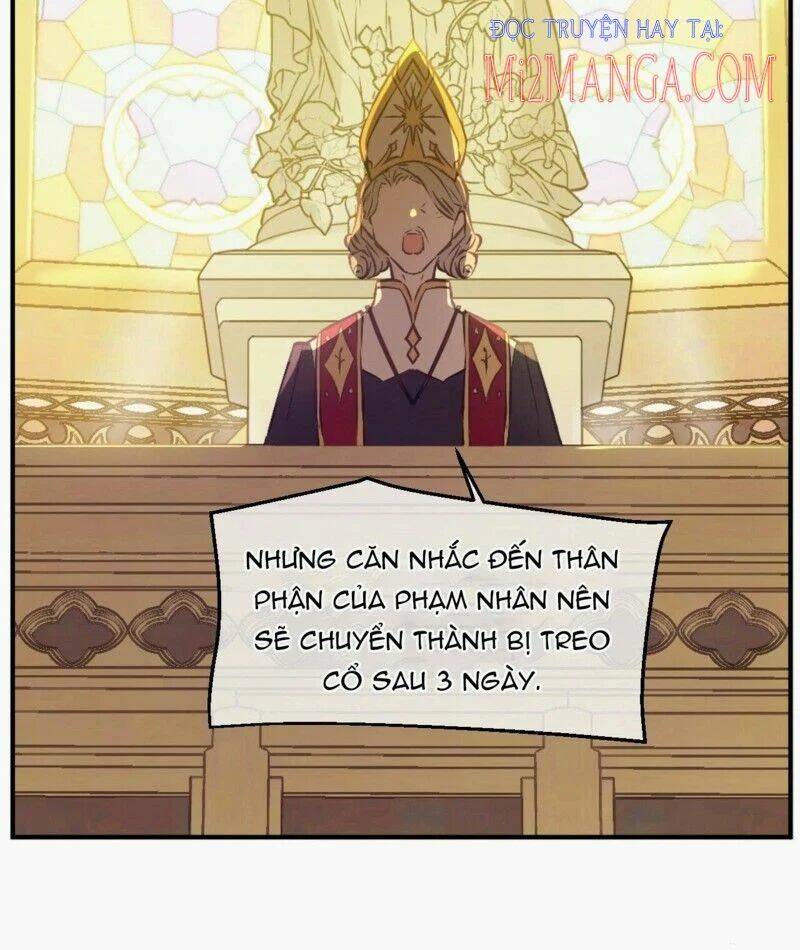 ĐỌC TRUYỆN HAY TẠI:
Mi2MANGA.COM
NHƯNG CĂN NHẮC ĐẾN THÂN
PHẬN CỦA PHẠM NHÂN NÊN
SẼ CHUYỂN THÀNH BỊ TREO
CỔ SAU 3 NGÀY.